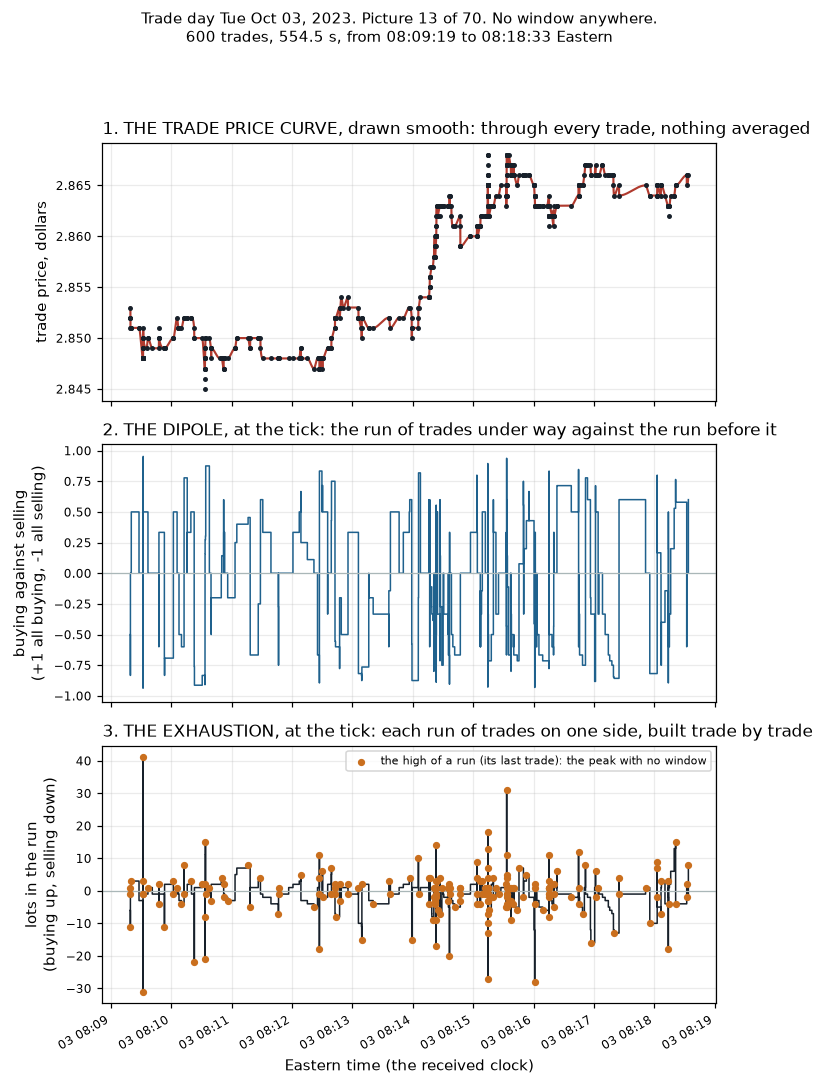 Trade day Tue Oct 03, 2023. Picture 13 of 70. No window anywhere.
600 trades, 554.5 s, from 08:09:19 to 08:18:33 Eastern
1. THE TRADE PRICE CURVE, drawn smooth: through every trade, nothing averaged
trade price, dollars
2.865
2.860
2.855
2.850
2.845
2. THE DIPOLE, at the tick: the run of trades under way against the run before it
buying against selling
(+1 all buying, -1 all selling)
1.00
0.75
0.50
0.25
0.00
−0.25
−0.50
−0.75
−1.00
3. THE EXHAUSTION, at the tick: each run of trades on one side, built trade by trade
the high of a run (its last trade): the peak with no window
lots in the run
(buying up, selling down)
40
30
20
10
0
−10
−20
−30
03 08:09
03 08:10
03 08:11
03 08:12
03 08:13
03 08:14
03 08:15
03 08:16
03 08:17
03 08:18
03 08:19
Eastern time (the received clock)